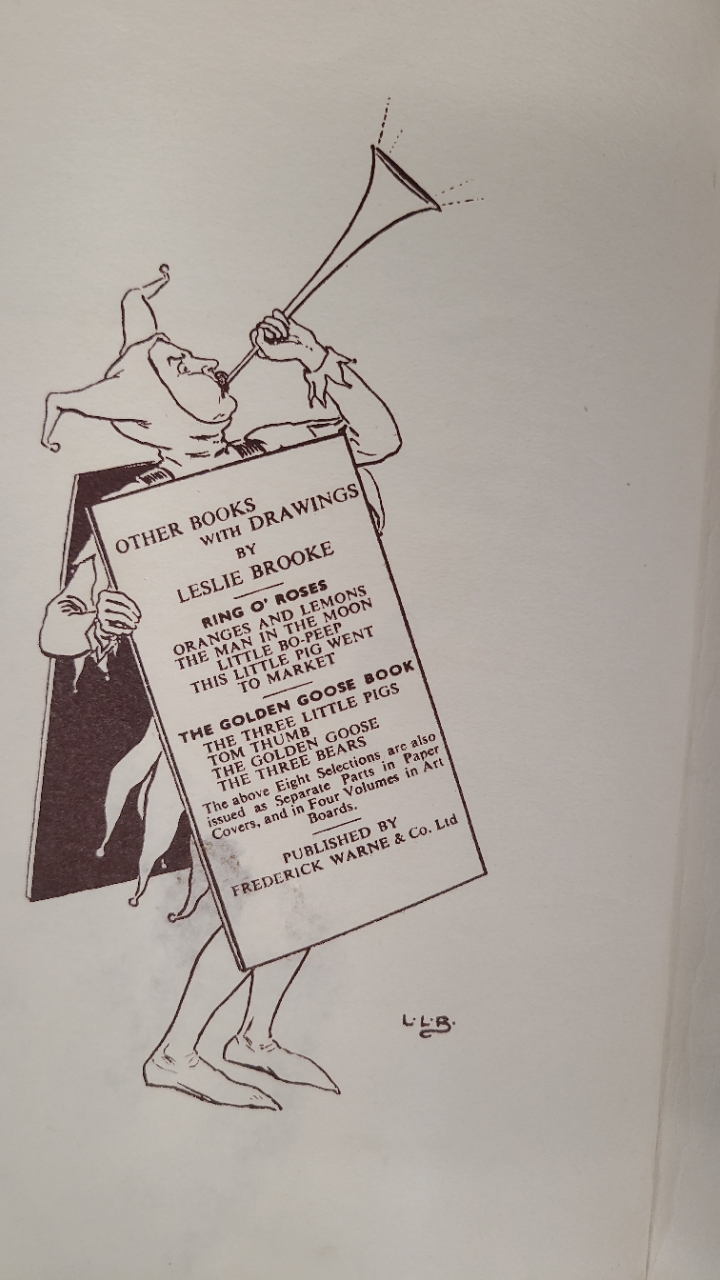 OTHER BOOKS
WITH DRAWINGS
BY
LESLIE BROOKE
RING O' ROSES
ORANGES AND LEMONS
THE MAN IN THE MOON
LITTLE BO-PEEP
THIS LITTLE PIG WENT
TO MARKET
THE GOLDEN GOOSE BOOK
THE THREE LITTLE PIGS
TOM THUMB
THE GOLDEN GOOSE
THE THREE BEARS
The above Eight Selections are also
issued as Separate Parts in Paper
Covers, and in Four Volumes in Art
Boards.
PUBLISHED BY
FREDERICK WARNE & Co. Ltd
L.L.B.